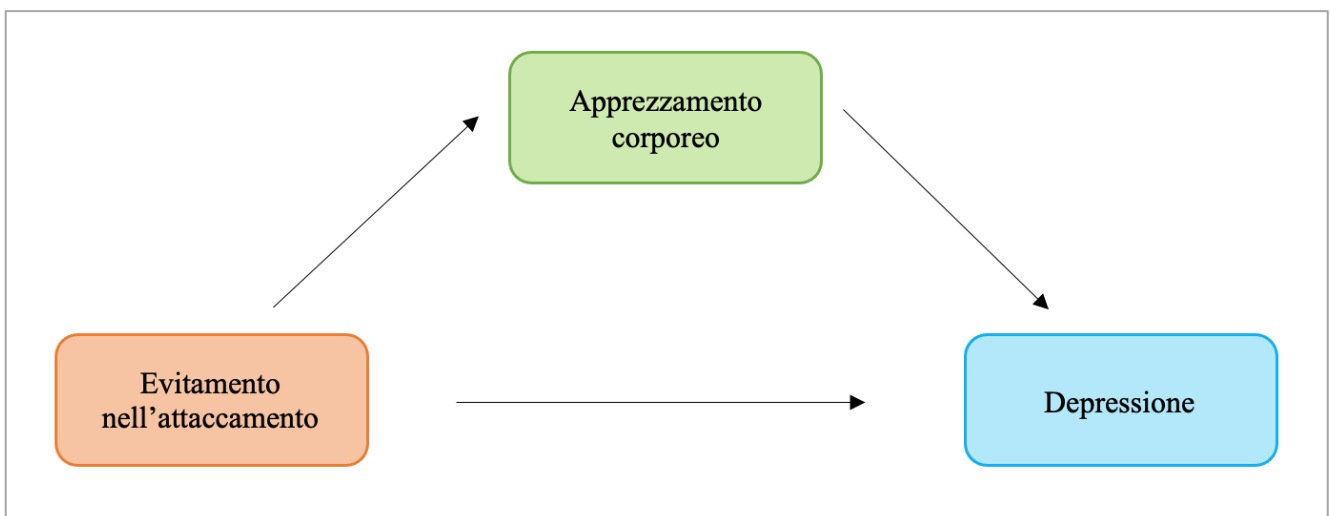 Apprezzamento
corporeo
Evitamento
nell’attaccamento
Depressione